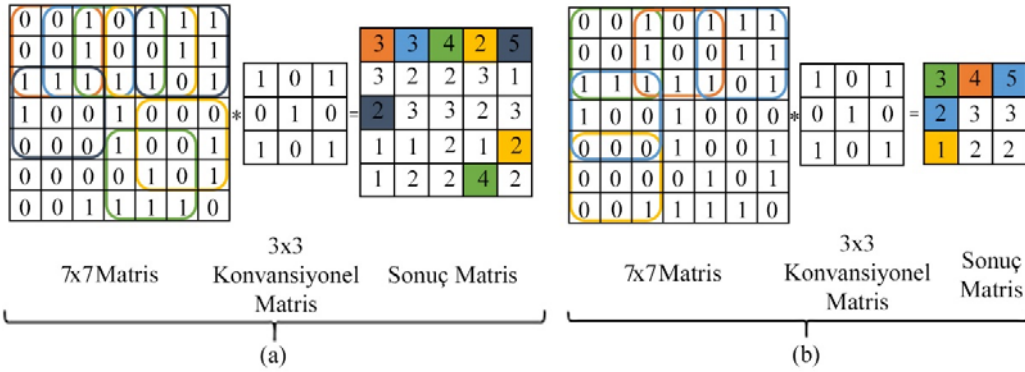 0 0 1 0 1 1 1
0 0 1 0 0 1 1
1 1 1 1 1 0 1
1 0 0 1 0 0 0
0 0 0 1 0 0 1
0 0 0 0 1 0 1
0 0 1 1 1 1 0
*
1 0 1
0 1 0
1 0 1
=
3 3 4 2 5
3 2 2 3 1
2 3 3 2 3
1 1 2 1 2
1 2 2 4 2
7x7Matris
3x3
Konvansiyonel
Matris
Sonuç Matris
(a)
0 0 1 0 1 1 1
0 0 1 0 0 1 1
1 1 1 1 1 0 1
1 0 0 1 0 0 0
0 0 0 1 0 0 1
0 0 0 0 1 0 1
0 0 1 1 1 1 0
*
1 0 1
0 1 0
1 0 1
=
3 4 5
2 3 3
1 2 2
7x7Matris
3x3
Konvansiyonel
Matris
Sonuç
Matris
(b)